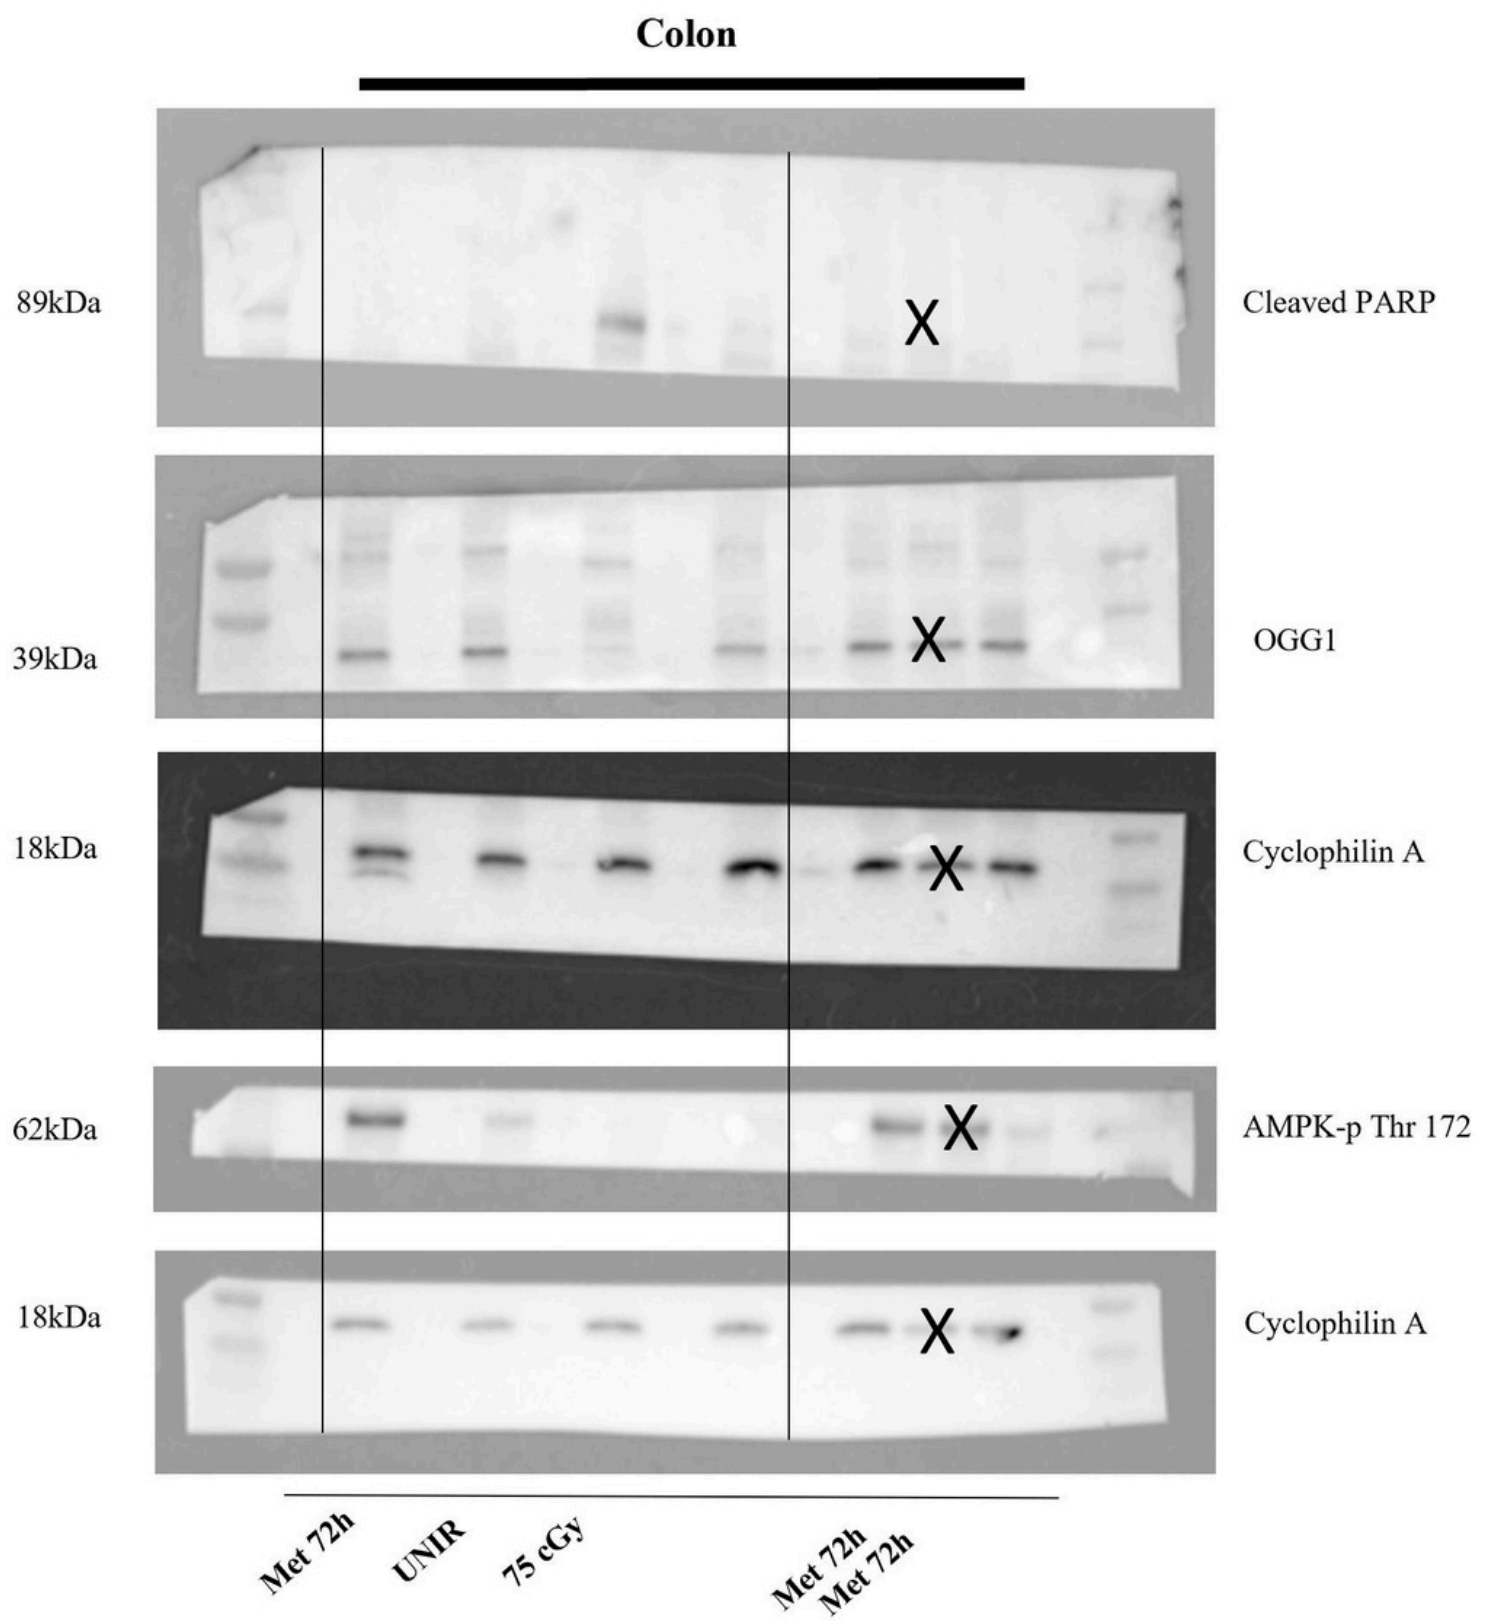 Colon
89kDa
Cleaved PARP
X
39kDa
OGG1
X
18kDa
Cyclophilin A
X
62kDa
AMPK-p Thr 172
X
18kDa
Cyclophilin A
X
Met 72h
UNIR
75 cGy
Met 72h
Met 72h